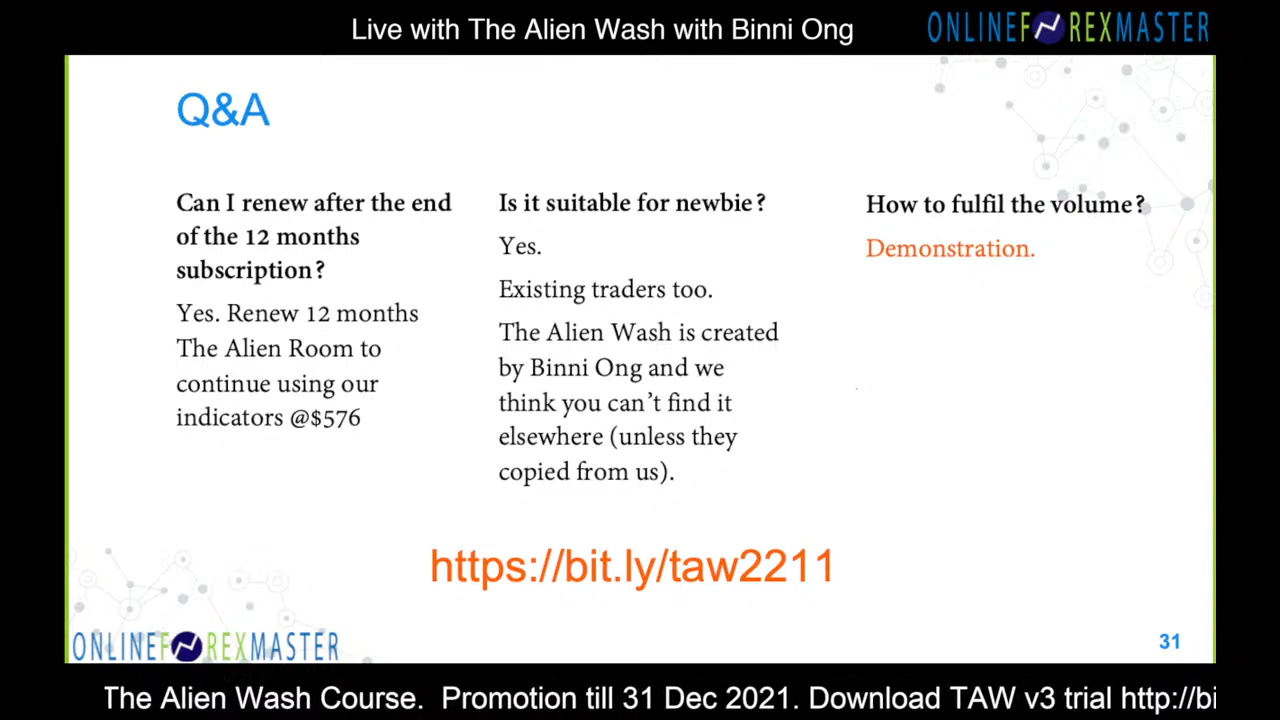 Live with The Alien Wash with Binni Ong
ONLINEFOREXMASTER
Q&A
Can I renew after the end
of the 12 months
subscription?
Yes. Renew 12 months
The Alien Room to
continue using our
indicators @$576
Is it suitable for newbie?
Yes.
Existing traders too.
The Alien Wash is created
by Binni Ong and we
think you can't find it
elsewhere (unless they
copied from us).
How to fulfil the volume?
Demonstration.
https://bit.ly/taw2211
ONLINEFOREXMASTER
31
The Alien Wash Course. Promotion till 31 Dec 2021. Download TAW v3 trial http://bi